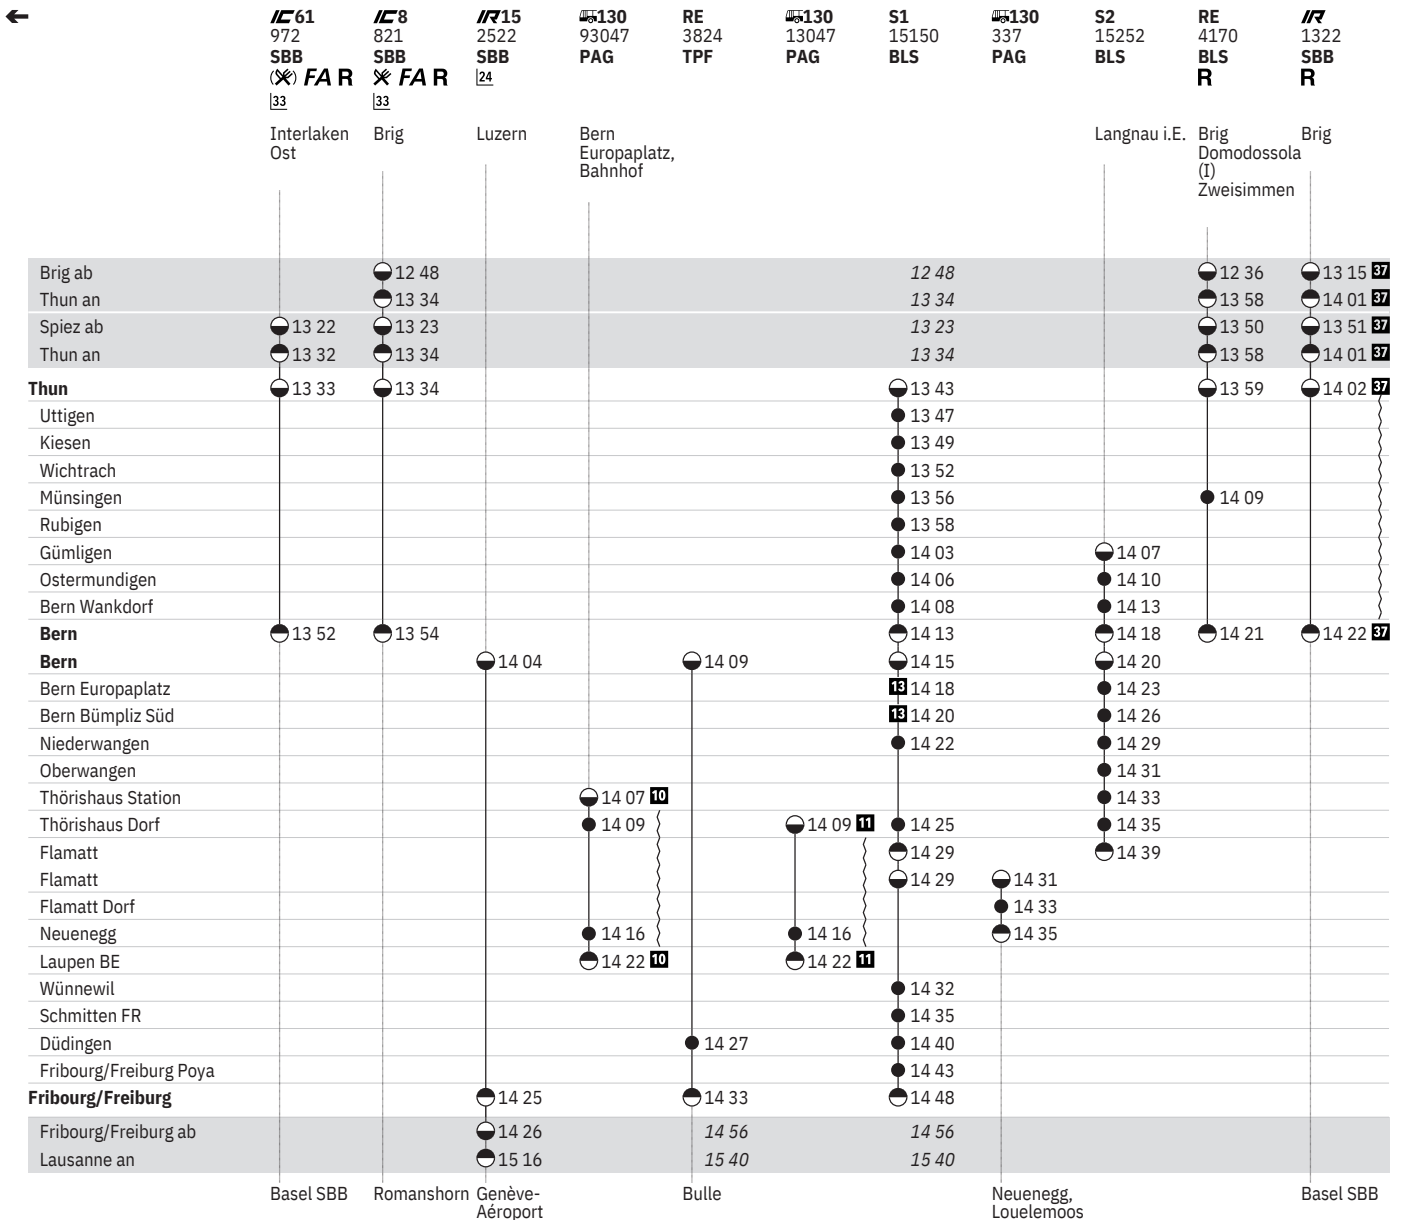 IC 61 IC 8 IR 15 130 RE 130 S1 130 S2 RE IR
972 821 2522 93047 3824 13047 15150 337 15252 4170 1322
SBB SBB SBB PAG TPF PAG BLS PAG BLS BLS SBB
FA R FA R 24 R R
33 33
Interlaken Brig Luzern Bern Langnau i.E. Brig Brig
Ost Europaplatz, Domodossola
Bahnhof (I)
Zweisimmen
Brig ab 12 48 12 48 12 36 13 15 37
Thun an 13 34 13 34 13 58 14 01 37
Spiez ab 13 22 13 23 13 23 13 50 13 51 37
Thun an 13 32 13 34 13 34 13 58 14 01 37
Thun 13 33 13 34 13 43 13 59 14 02 37
Uttigen 13 47
Kiesen 13 49
Wichtrach 13 52
Münsingen 13 56 14 09
Rubigen 13 58
Gümligen 14 03 14 07
Ostermundigen 14 06 14 10
Bern Wankdorf 14 08 14 13
Bern 13 52 13 54 14 13 14 18 14 21 14 22 37
Bern 14 04 14 09 14 15 14 20
Bern Europaplatz 13 14 18 14 23
Bern Bümpliz Süd 13 14 20 14 26
Niederwangen 14 22 14 29
Oberwangen 14 31
Thörishaus Station 14 07 10 14 33
Thörishaus Dorf 14 09 14 09 11 14 25 14 35
Flamatt 14 29 14 39
Flamatt 14 29 14 31
Flamatt Dorf 14 33
Neuenegg 14 16 14 16 14 35
Laupen BE 14 22 10 14 22 11
Wünnewil 14 32
Schmitten FR 14 35
Düdingen 14 27 14 40
Fribourg/Freiburg Poya 14 43
Fribourg/Freiburg 14 25 14 33 14 48
Fribourg/Freiburg ab 14 26 14 56 14 56
Lausanne an 15 16 15 40 15 40
Basel SBB Romanshorn Genève- Bulle Neuenegg, Basel SBB
Aéroport Louelemoos